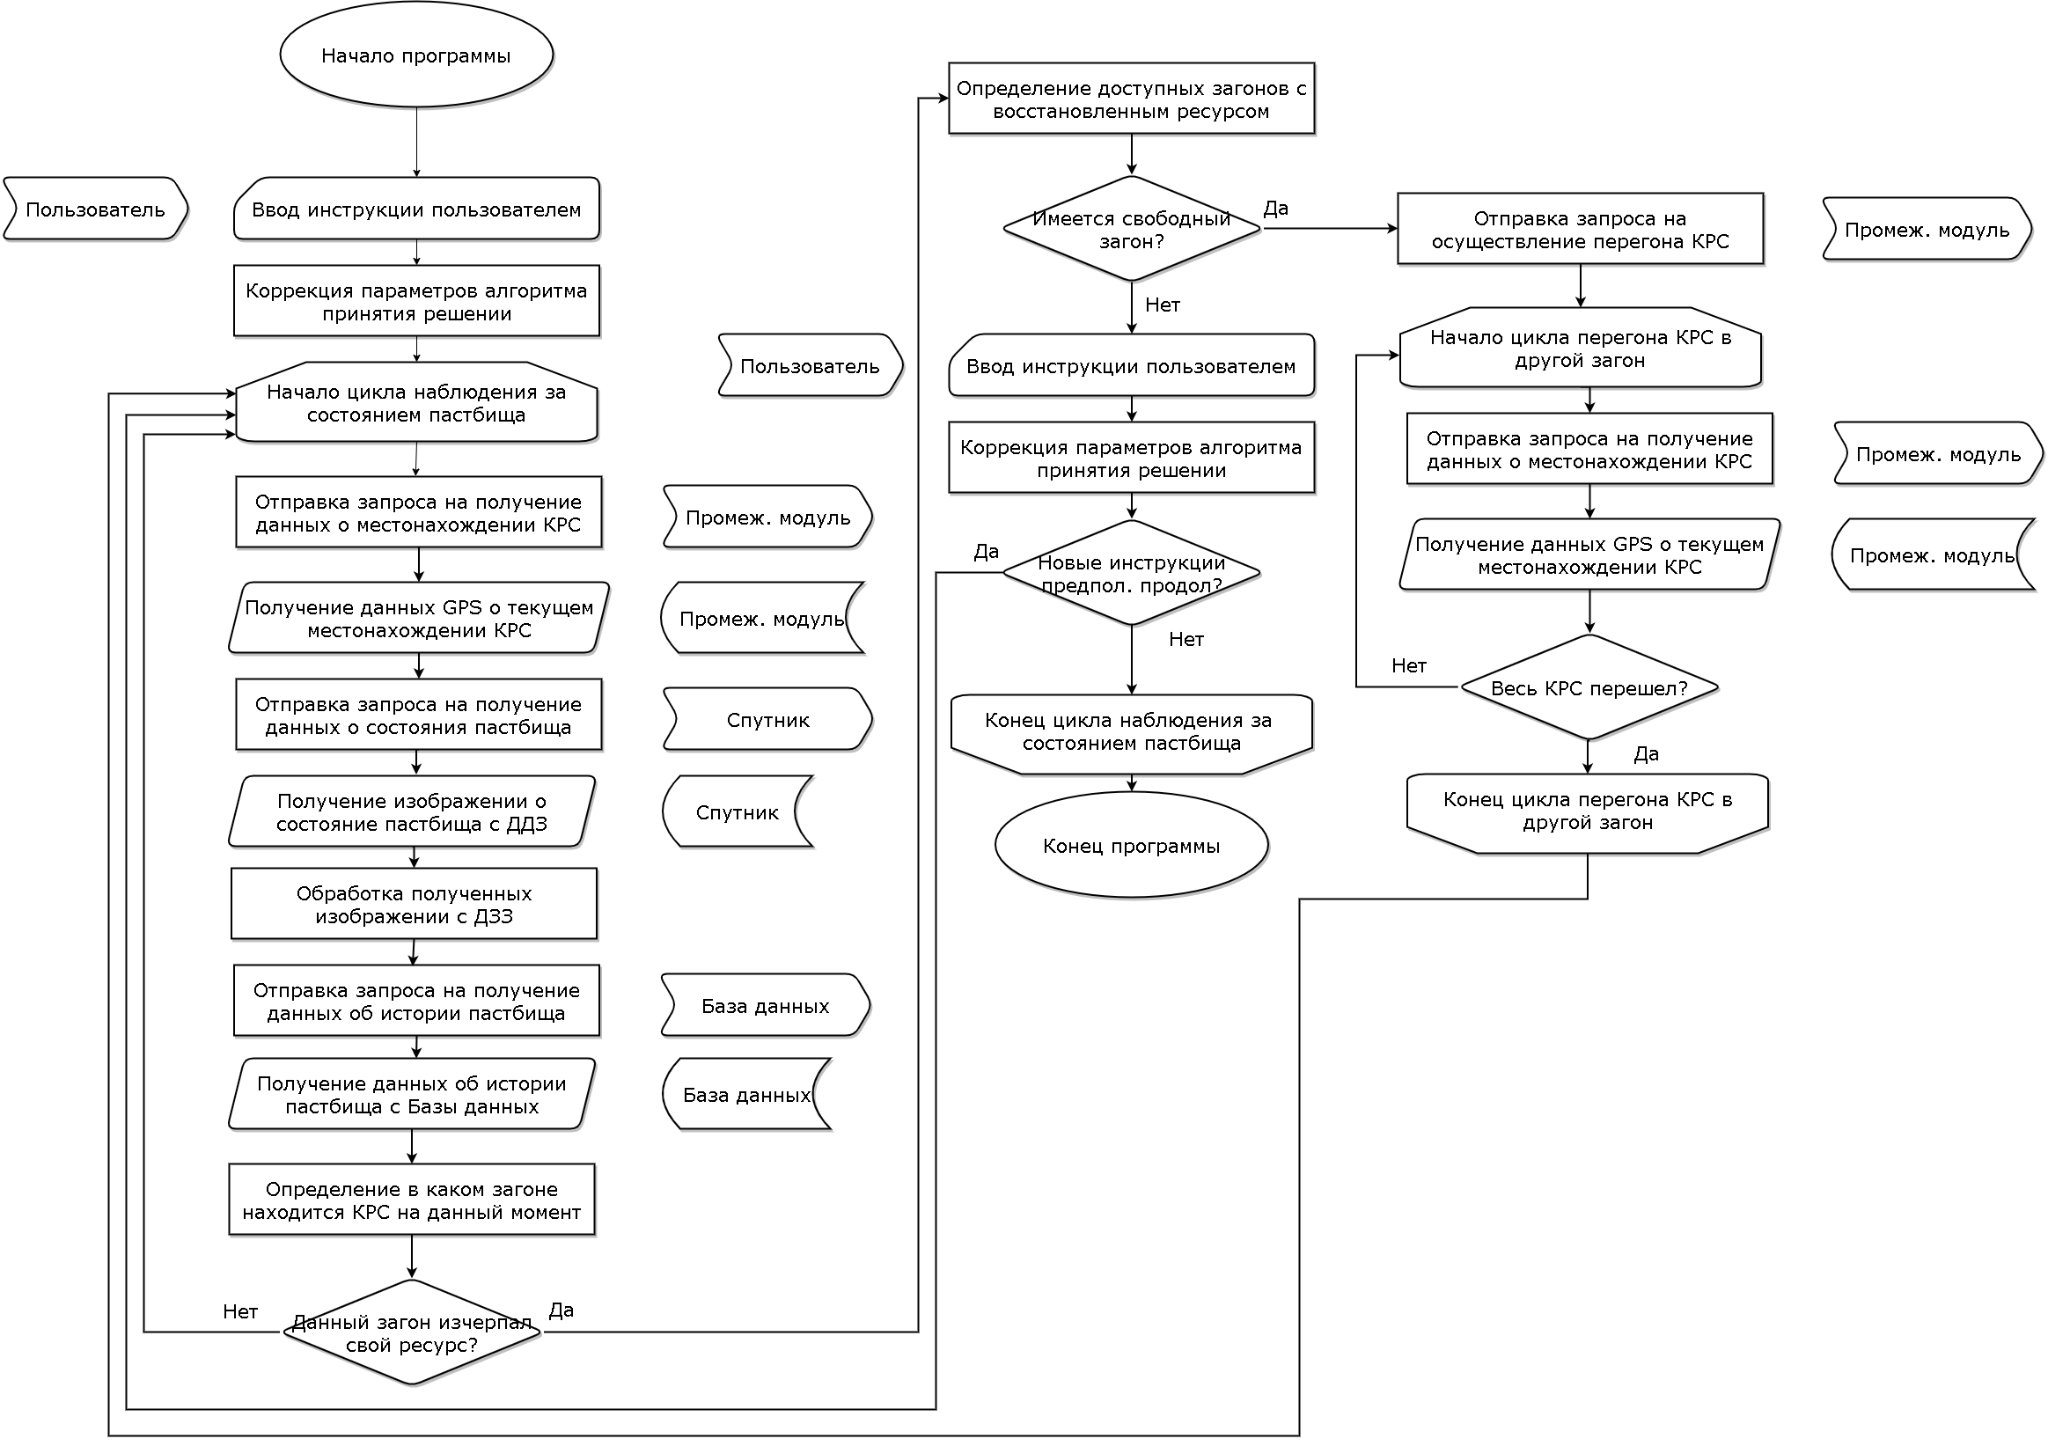 Начало программы
Пользователь
Ввод инструкции пользователем
Коррекция параметров алгоритма
принятия решении
Начало цикла наблюдения за
состоянием пастбища
Отправка запроса на получение
данных о местонахождении КРС
Промеж. модуль
Получение данных GPS о текущем
местонахождении КРС
Промеж. модуль
Отправка запроса на получение
данных о состояния пастбища
Спутник
Получение изображении о
состояние пастбища с ДДЗ
Спутник
Обработка полученных
изображении с ДЗЗ
Отправка запроса на получение
данных об истории пастбища
База данных
Получение данных об истории
пастбища с Базы данных
База данных
Определение в каком загоне
находится КРС на данный момент
Нет
Данный загон изчерпал
свой ресурс?
Да
Определение доступных загонов с
восстановленным ресурсом
Имеется свободный
загон?
Да
Нет
Пользователь
Ввод инструкции пользователем
Коррекция параметров алгоритма
принятия решении
Да
Новые инструкции
предпол. продол?
Нет
Конец цикла наблюдения за
состоянием пастбища
Конец программы
Отправка запроса на
осуществление перегона КРС
Промеж. модуль
Начало цикла перегона КРС в
другой загон
Отправка запроса на получение
данных о местонахождении КРС
Промеж. модуль
Получение данных GPS о текущем
местонахождении КРС
Промеж. модуль
Нет
Весь КРС перешел?
Да
Конец цикла перегона КРС в
другой загон